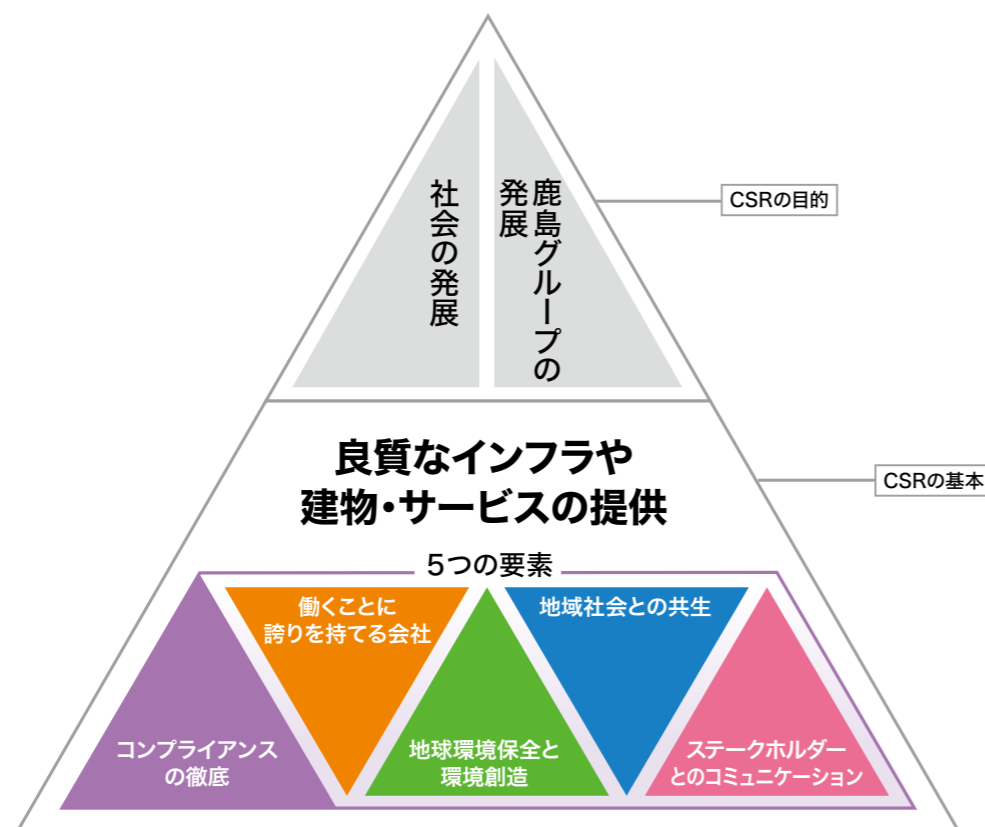 社会の発展
鹿島グループの
発展
CSRの目的
良質なインフラや
建物・サービスの提供
CSRの基本
5つの要素
コンプライアンス
の徹底
働くことに
誇りを持てる会社
地球環境保全と
環境創造
地域社会との共生
ステークホルダー
とのコミュニケーション